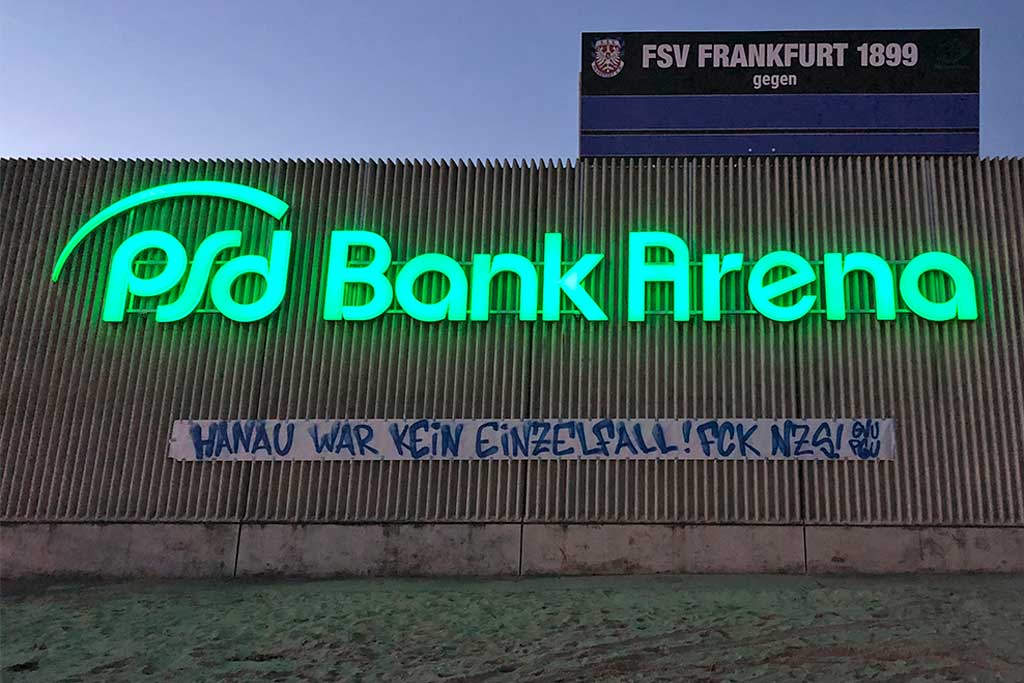 FSV FRANKFURT 1899
gegen
PSd Bank Arena
HANAU WAR KEIN EINZELFALL! FCK NZS!